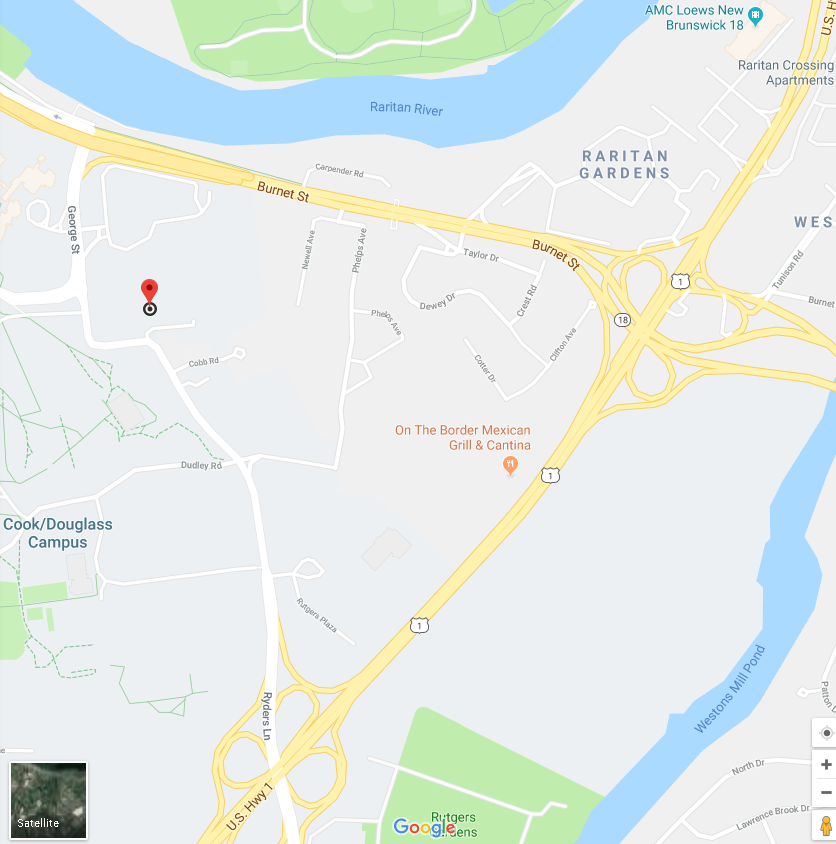 AMC Loews New
Brunswick 18
U.S. H
Raritan Crossing
Apartments
Raritan River
RARITAN
GARDENS
Carpender Rd
Burnet St
George St
Newell Ave
Phelps Ave
Taylor Dr
Burnet St
WES
Tunison Rd
1
Burnet
Dewey Dr
Crest Rd
Phelps Ave
18
Clifton Ave
Cobb Rd
Cotter Dr
On The Border Mexican
Grill & Cantina
Dudley Rd
1
Cook/Douglass
Campus
Rutgers Plaza
1
Westons Mill Pond
Patton D
Ryders Ln
North Dr
U.S. Hwy 1
Lawrence Brook Dr
Satellite
Google
Rutgers
Gardens